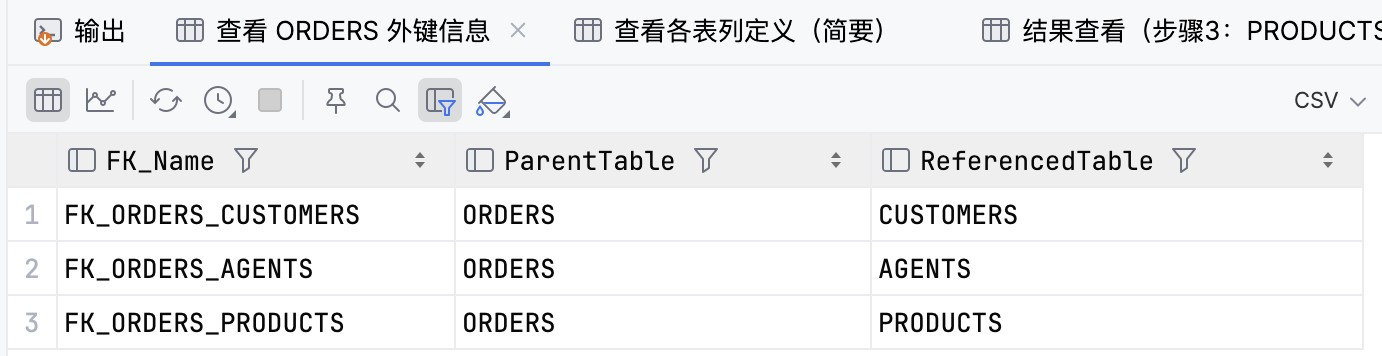 输出 查看 ORDERS 外键信息 查看各表列定义（简要） 结果查看（步骤3：PRODUCTS
CSV
FK_Name ParentTable ReferencedTable
1 FK_ORDERS_CUSTOMERS ORDERS CUSTOMERS
2 FK_ORDERS_AGENTS ORDERS AGENTS
3 FK_ORDERS_PRODUCTS ORDERS PRODUCTS